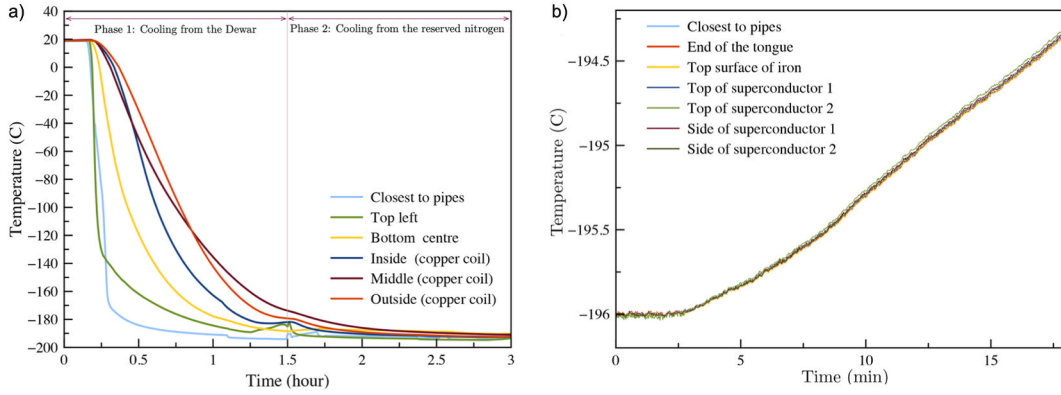 a)
Phase 1: Cooling from the Dewar
Phase 2: Cooling from the reserved nitrogen
40
20
0
−20
−40
−60
−80
−100
−120
−140
−160
−180
−200
Temperature (C)
Closest to pipes
Top left
Bottom centre
Inside (copper coil)
Middle (copper coil)
Outside (copper coil)
0
0.5
1
1.5
2
2.5
3
Time (hour)
b)
Closest to pipes
End of the tongue
Top surface of iron
Top of superconductor 1
Top of superconductor 2
Side of superconductor 1
Side of superconductor 2
−194.5
−195
−195.5
−196
Temperature (C)
0
5
10
15
Time (min)